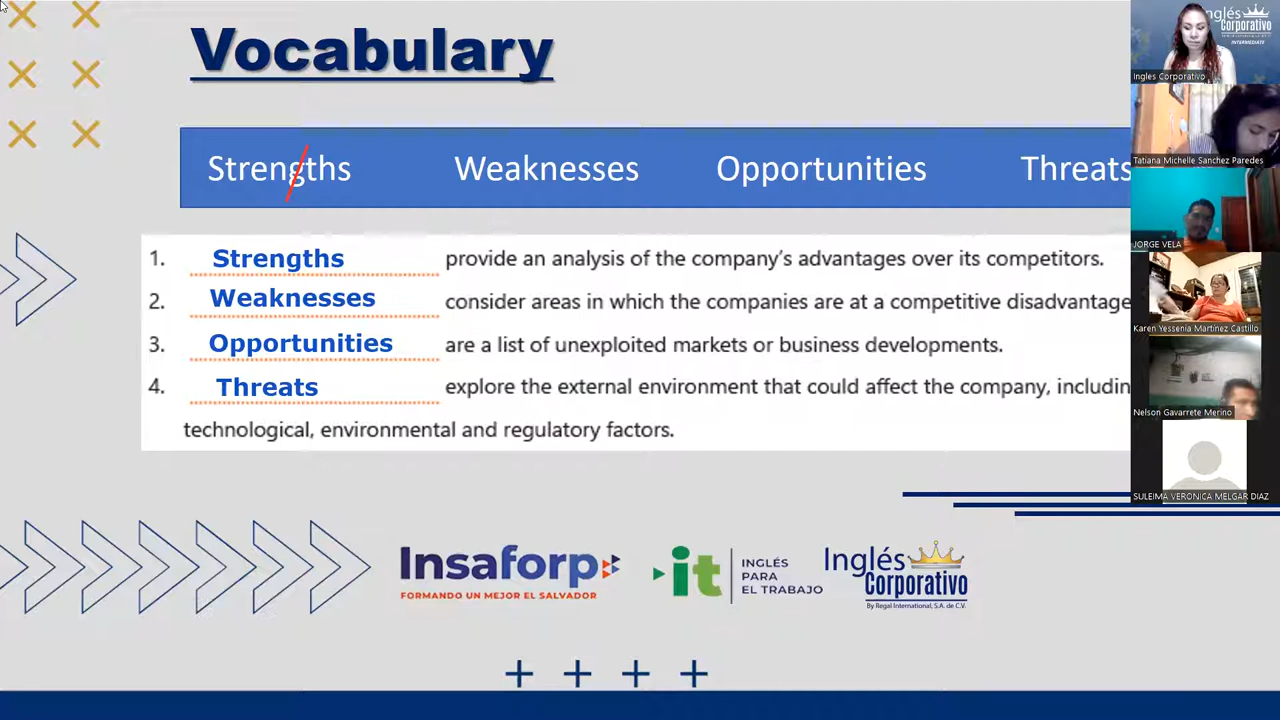 Vocabulary
Strengths Weaknesses Opportunities Threats
1. Strengths provide an analysis of the company's advantages over its competitors.
2. Weaknesses consider areas in which the companies are at a competitive disadvantage
3. Opportunities are a list of unexploited markets or business developments.
4. Threats explore the external environment that could affect the company, includin
technological, environmental and regulatory factors.
Insaforp
FORMANDO UN MEJOR EL SALVADOR
it
INGLÉS
PARA
EL TRABAJO
Inglés
Corporativo
By Regal International, S.A. de C.V.
Inglés
Corporativo
INTERMEDIATE
Ingles Corporativo
Tatiana Michelle Sanchez Paredes
JORGE VELA
Karen Yessenia Martínez Castillo
Nelson Gavarrete Merino
SULEIMA VERONICA MELGAR DIAZ